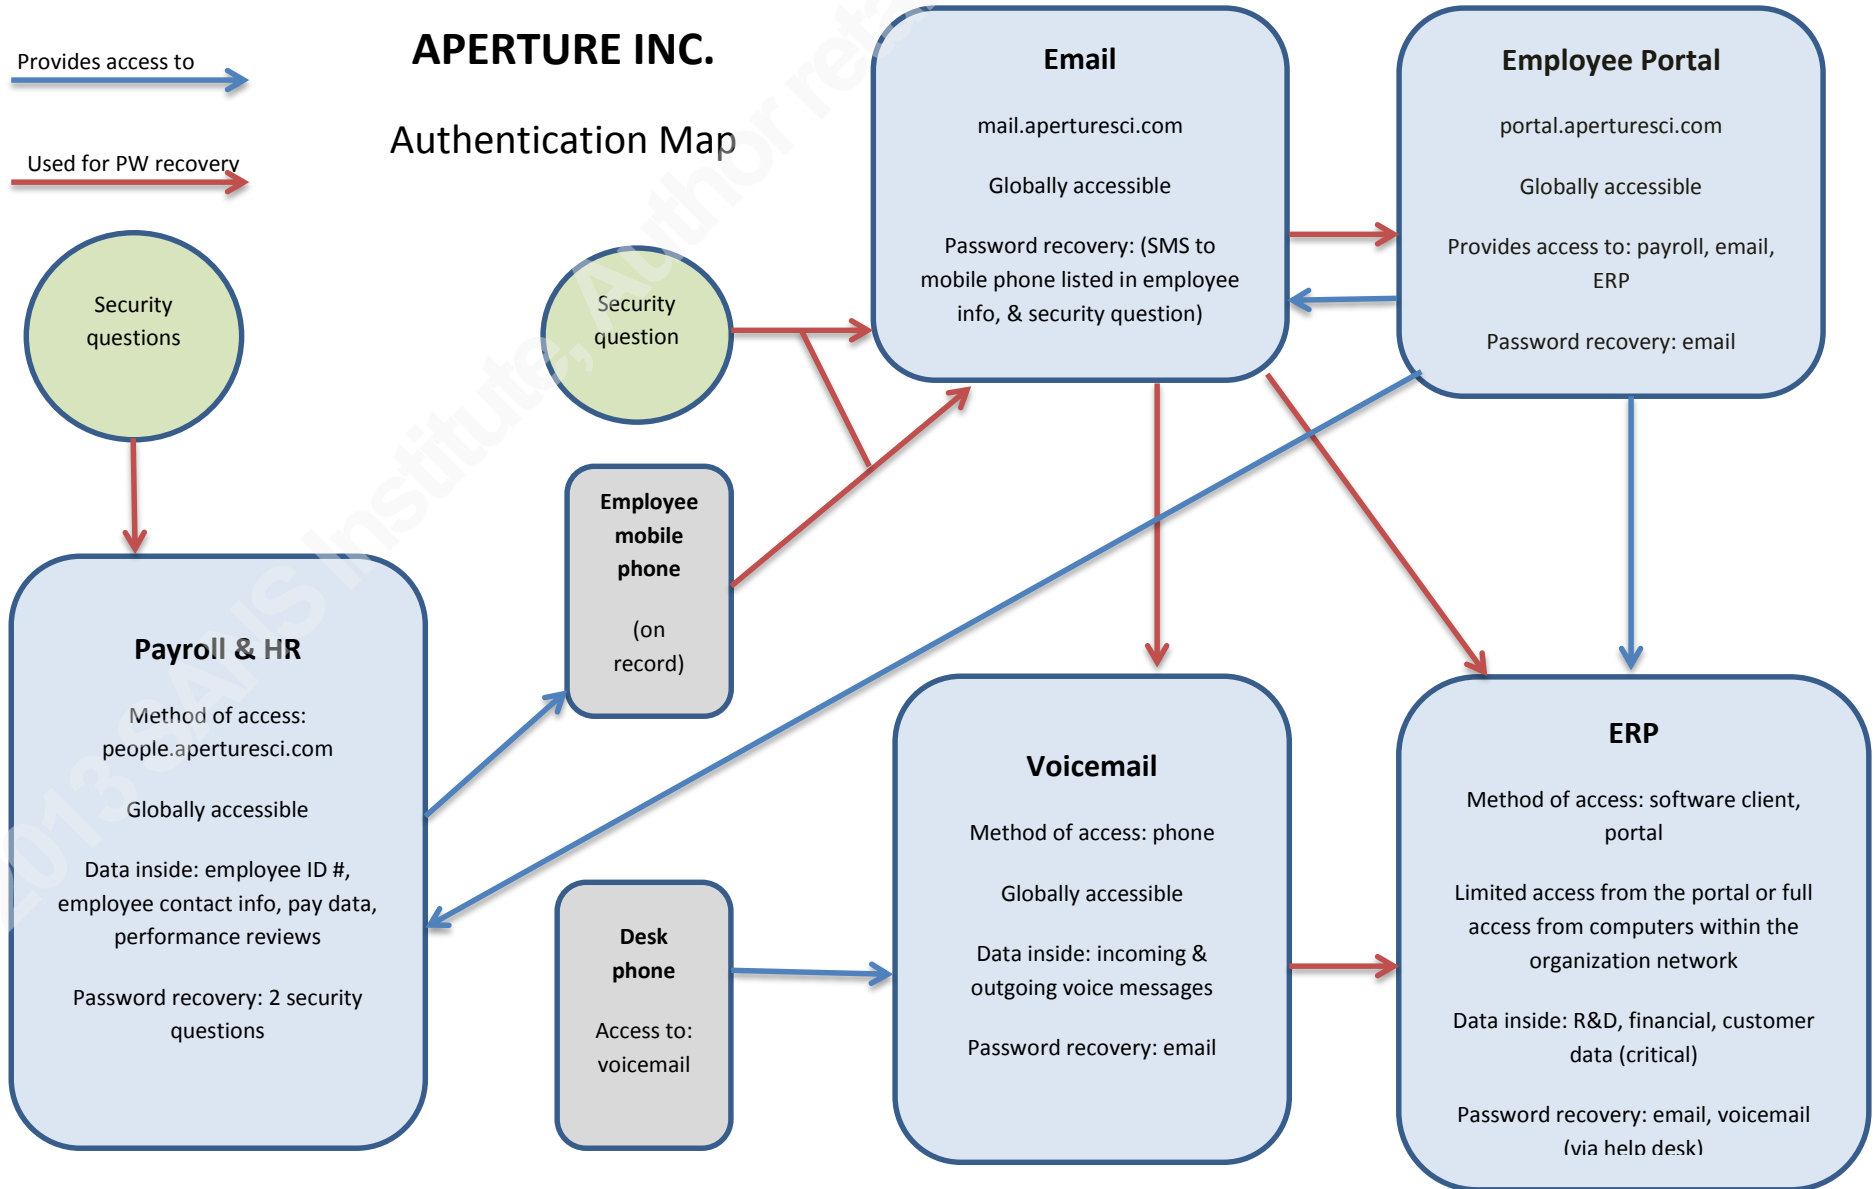 Provides access to
Used for PW recovery
APERTURE INC.
Authentication Map
Security
questions
Security
question
Email
mail.aperturesci.com
Globally accessible
Password recovery: (SMS to
mobile phone listed in employee
info, & security question)
Employee Portal
portal.aperturesci.com
Globally accessible
Provides access to: payroll, email,
ERP
Password recovery: email
Employee
mobile
phone
(on
record)
Payroll & HR
Method of access:
people.aperturesci.com
Globally accessible
Data inside: employee ID #,
employee contact info, pay data,
performance reviews
Password recovery: 2 security
questions
Desk
phone
Access to:
voicemail
Voicemail
Method of access: phone
Globally accessible
Data inside: incoming &
outgoing voice messages
Password recovery: email
ERP
Method of access: software client,
portal
Limited access from the portal or full
access from computers within the
organization network
Data inside: R&D, financial, customer
data (critical)
Password recovery: email, voicemail
(via help desk)
2013 SANS Institute, Author reta